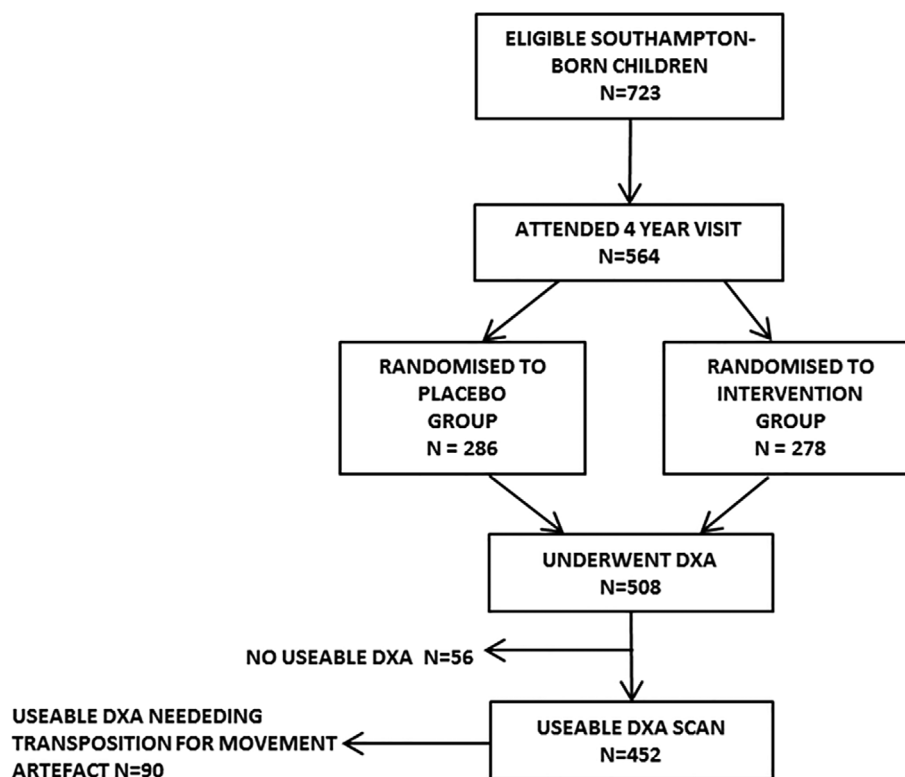 ELIGIBLE SOUTHAMPTON-
BORN CHILDREN
N=723
ATTENDED 4 YEAR VISIT
N=564
RANDOMISED TO
PLACEBO
GROUP
N = 286
RANDOMISED TO
INTERVENTION
GROUP
N = 278
UNDERWENT DXA
N=508
NO USEABLE DXA N=56
USEABLE DXA SCAN
N=452
USEABLE DXA NEEDEDING
TRANSPOSITION FOR MOVEMENT
ARTEFACT N=90